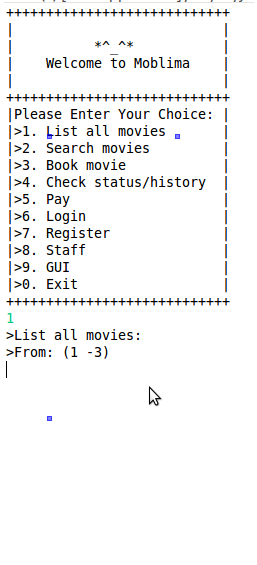 +++++++++++++++++++++++++++
| |
| *^_^* |
| Welcome to Moblima |
| |
+++++++++++++++++++++++++++
|Please Enter Your Choice: |
|>1. List all movies |
|>2. Search movies |
|>3. Book movie |
|>4. Check status/history |
|>5. Pay |
|>6. Login |
|>7. Register |
|>8. Staff |
|>9. GUI |
|>0. Exit |
+++++++++++++++++++++++++++
1
>List all movies:
>From: (1 -3)